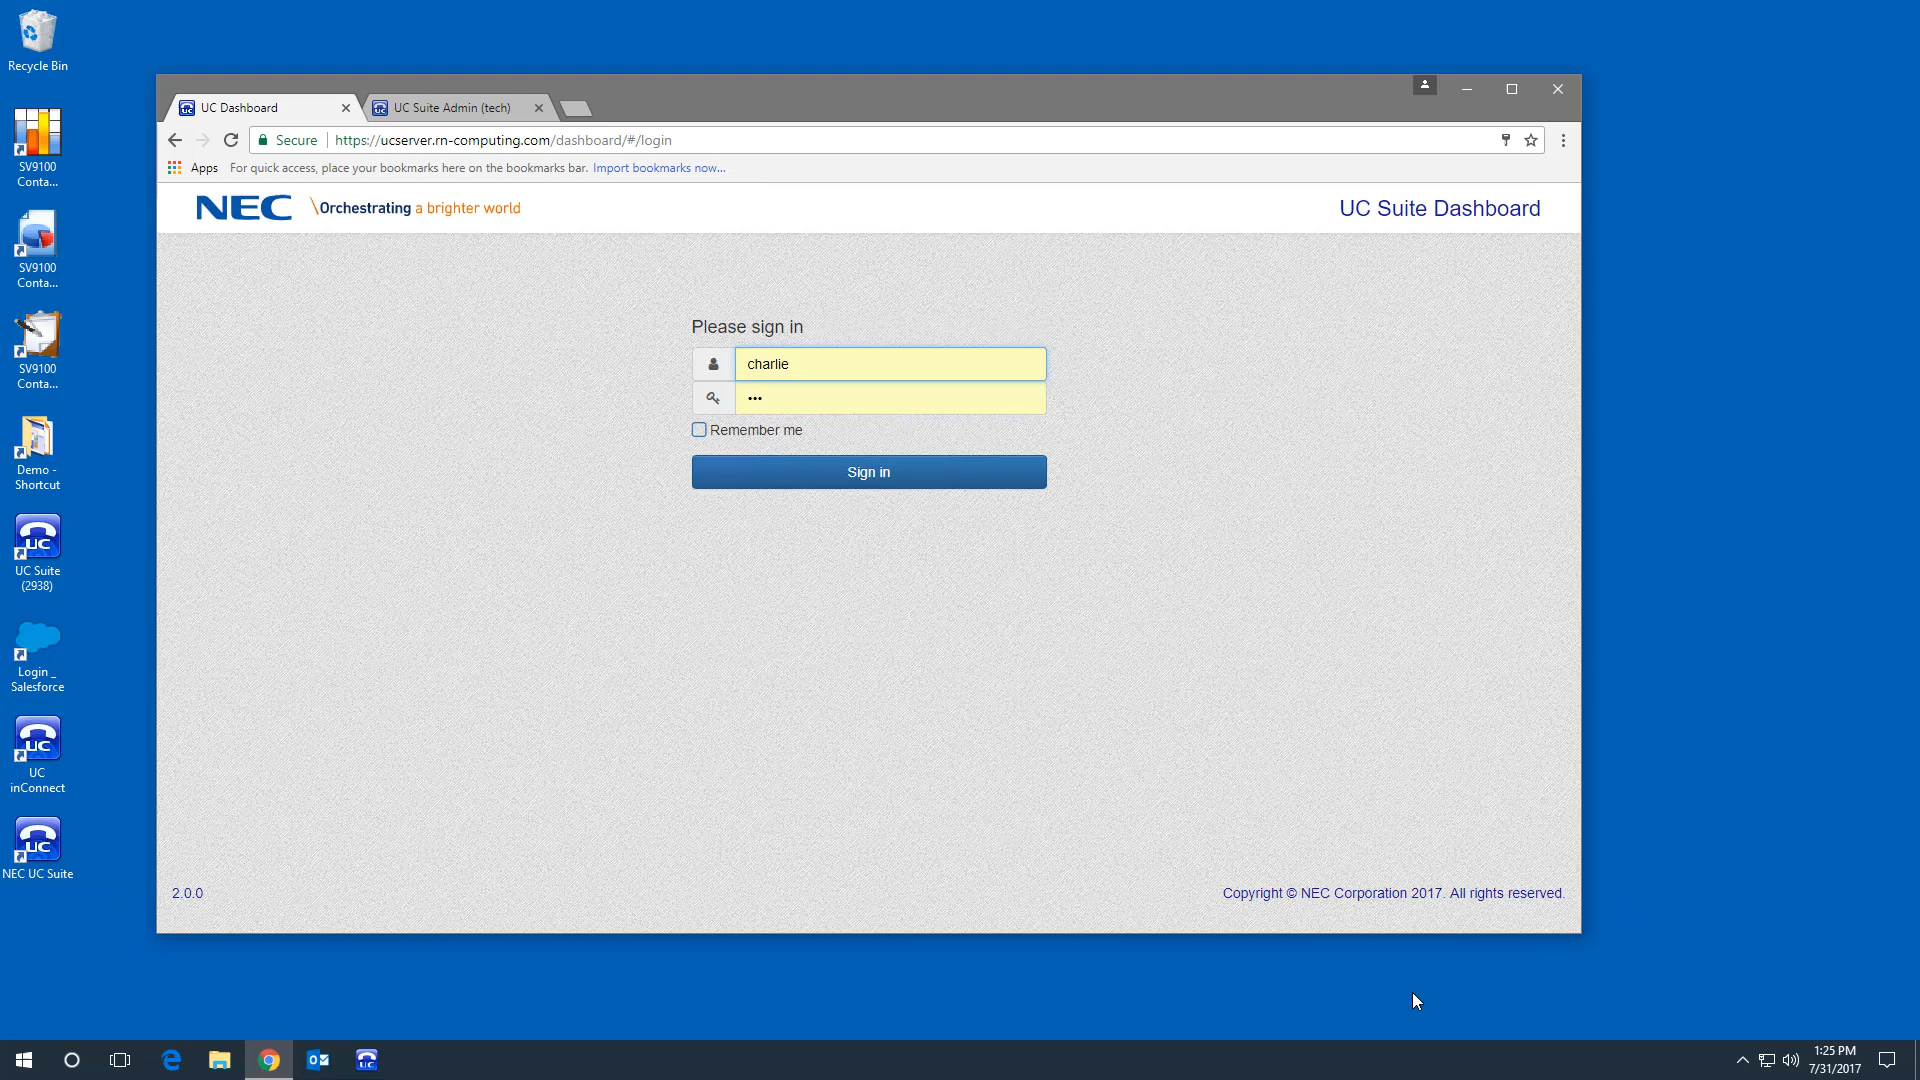 Recycle Bin
SV9100
Conta...
SV9100
Conta...
SV9100
Conta...
Demo -
Shortcut
UC Suite
(2938)
Login _
Salesforce
UC
inConnect
NEC UC Suite
UC Dashboard
UC Suite Admin (tech)
Secure
https://ucserver.rn-computing.com/dashboard/#/login
Apps
For quick access, place your bookmarks here on the bookmarks bar. Import bookmarks now...
NEC \Orchestrating a brighter world
UC Suite Dashboard
Please sign in
charlie
•••
Remember me
Sign in
2.0.0
Copyright © NEC Corporation 2017. All rights reserved.
1:25 PM
7/31/2017